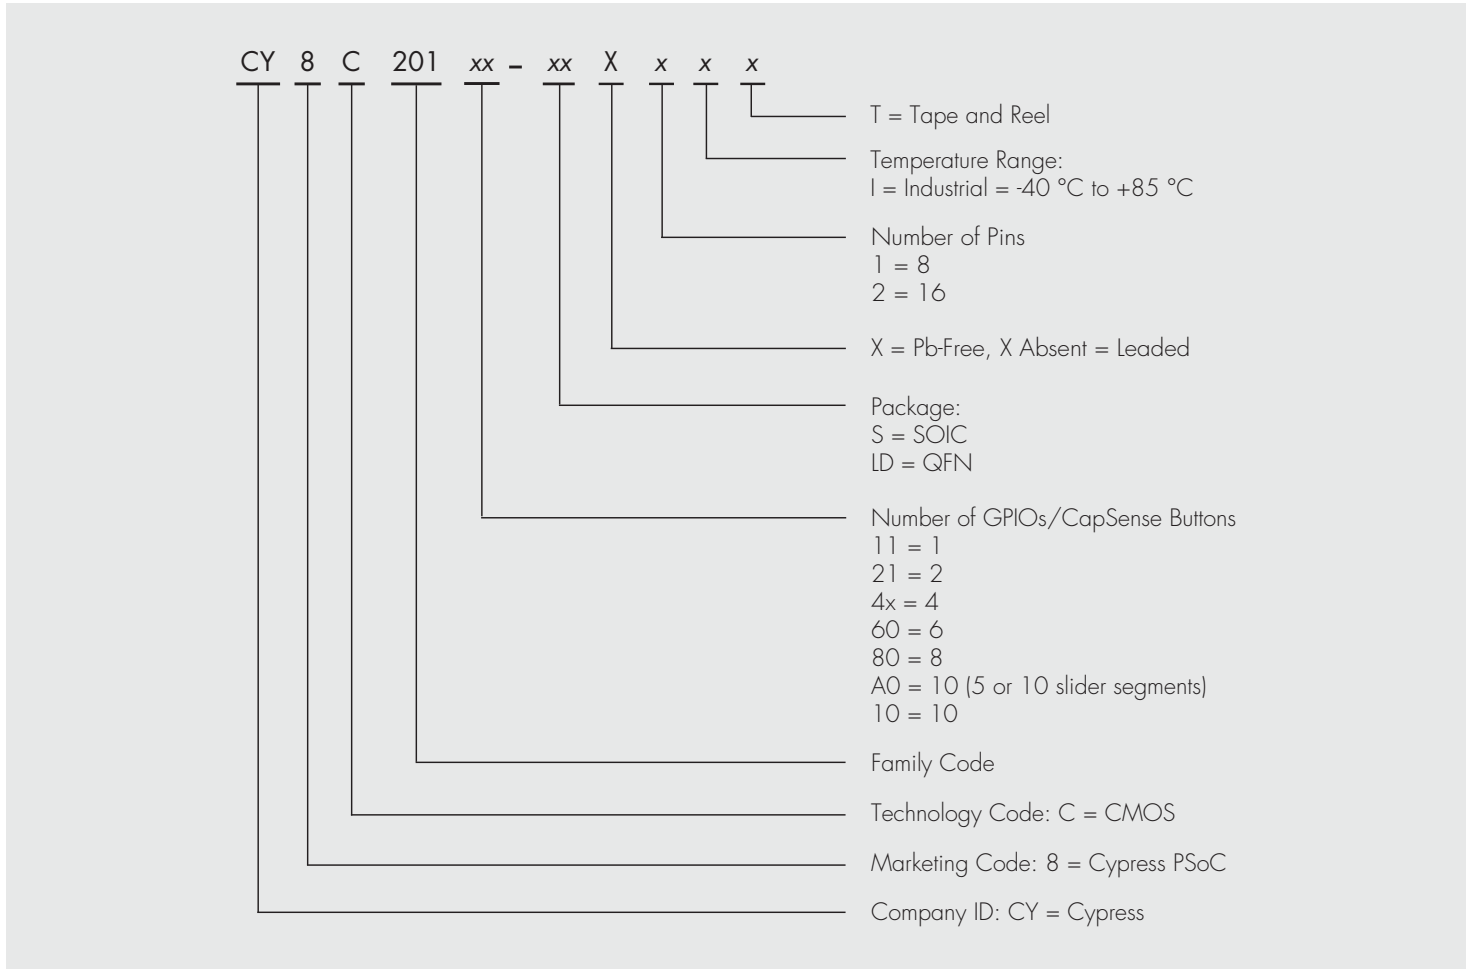 CY 8 C 201 xx – xx X x x x
T = Tape and Reel
Temperature Range:
I = Industrial = -40 °C to +85 °C
Number of Pins
1 = 8
2 = 16
X = Pb-Free, X Absent = Leaded
Package:
S = SOIC
LD = QFN
Number of GPIOs/CapSense Buttons
11 = 1
21 = 2
4x = 4
60 = 6
80 = 8
A0 = 10 (5 or 10 slider segments)
10 = 10
Family Code
Technology Code: C = CMOS
Marketing Code: 8 = Cypress PSoC
Company ID: CY = Cypress